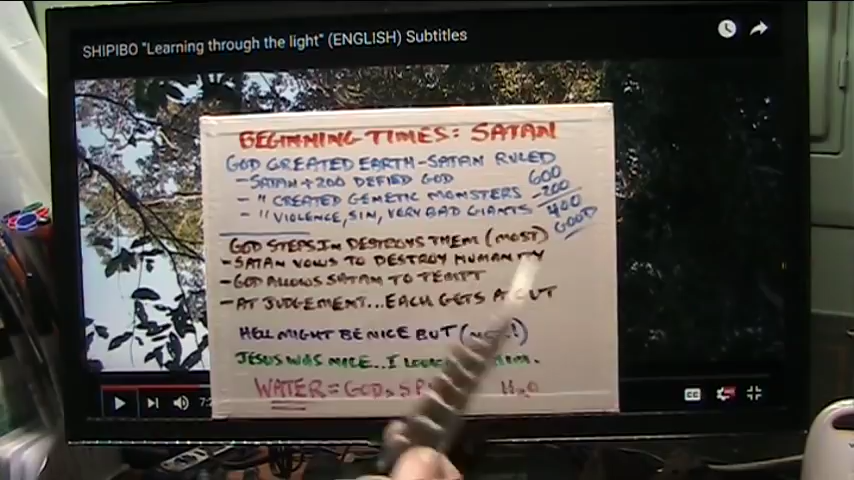 SHIPIBO "Learning through the light" (ENGLISH) Subtitles
BEGINNING-TIMES: SATAN
GOD CREATED EARTH-SATAN RULED
-SATAN+200 DEFIED GOD
600
- " CREATED GENETIC MONSTERS
-200
- " VIOLENCE, SIN, VERY BAD GIANTS
400
GOOD
GOD STEPS IN DESTROYS THEM (MOST)
-SATAN VOWS TO DESTROY HUMANITY
-GOD ALLOWS SATAN TO TEMPT
-AT JUDGEMENT...EACH GETS A CUT
HELL MIGHT BE NICE BUT
JESUS WAS NICE...I
WATER = GODS
H2O
CC
HD